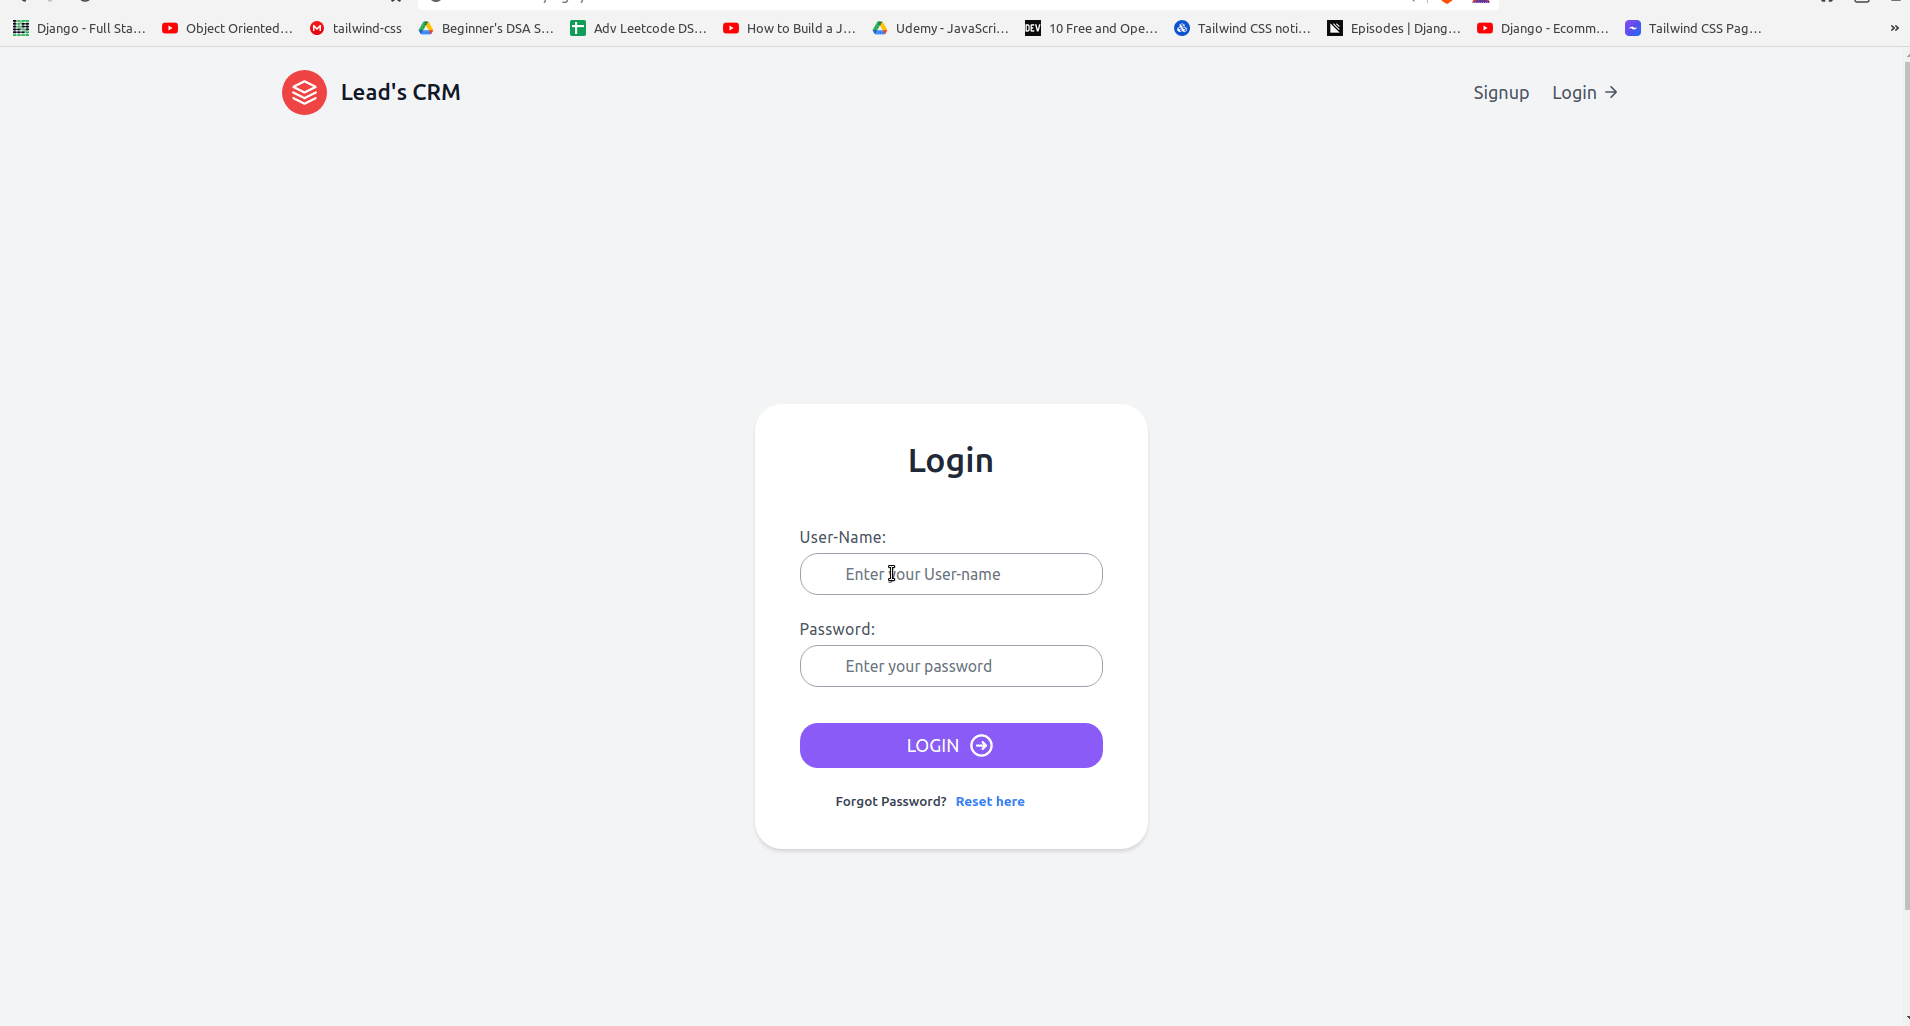 Django - Full Sta... Object Oriented... tailwind-css Beginner's DSA S... Adv Leetcode DS... How to Build a J... Udemy - JavaScri... DEV 10 Free and Ope... Tailwind CSS noti... Episodes | Djang... Django - Ecomm... Tailwind CSS Pag... »
Lead's CRM Signup Login →
Login
User-Name:
Enter your User-name
Password:
Enter your password
LOGIN
Forgot Password? Reset here